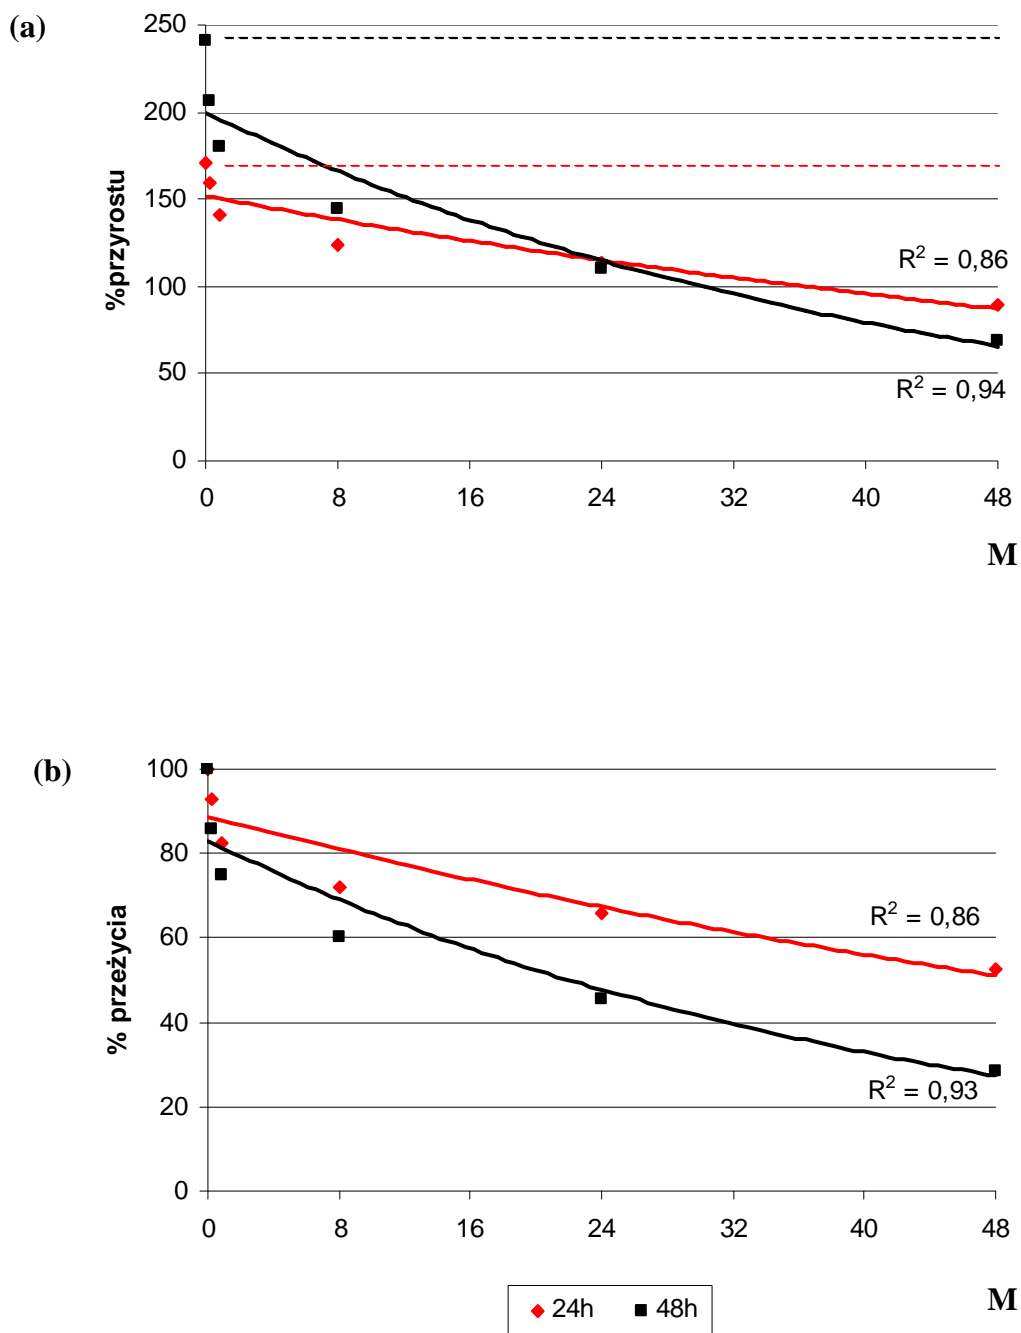 (a)
%przyrostu
250
200
150
100
50
0
R² = 0,86
R² = 0,94
0 8 16 24 32 40 48
M
(b)
% przeżycia
100
80
60
40
20
0
R² = 0,86
R² = 0,93
0 8 16 24 32 40 48
M
24h 48h